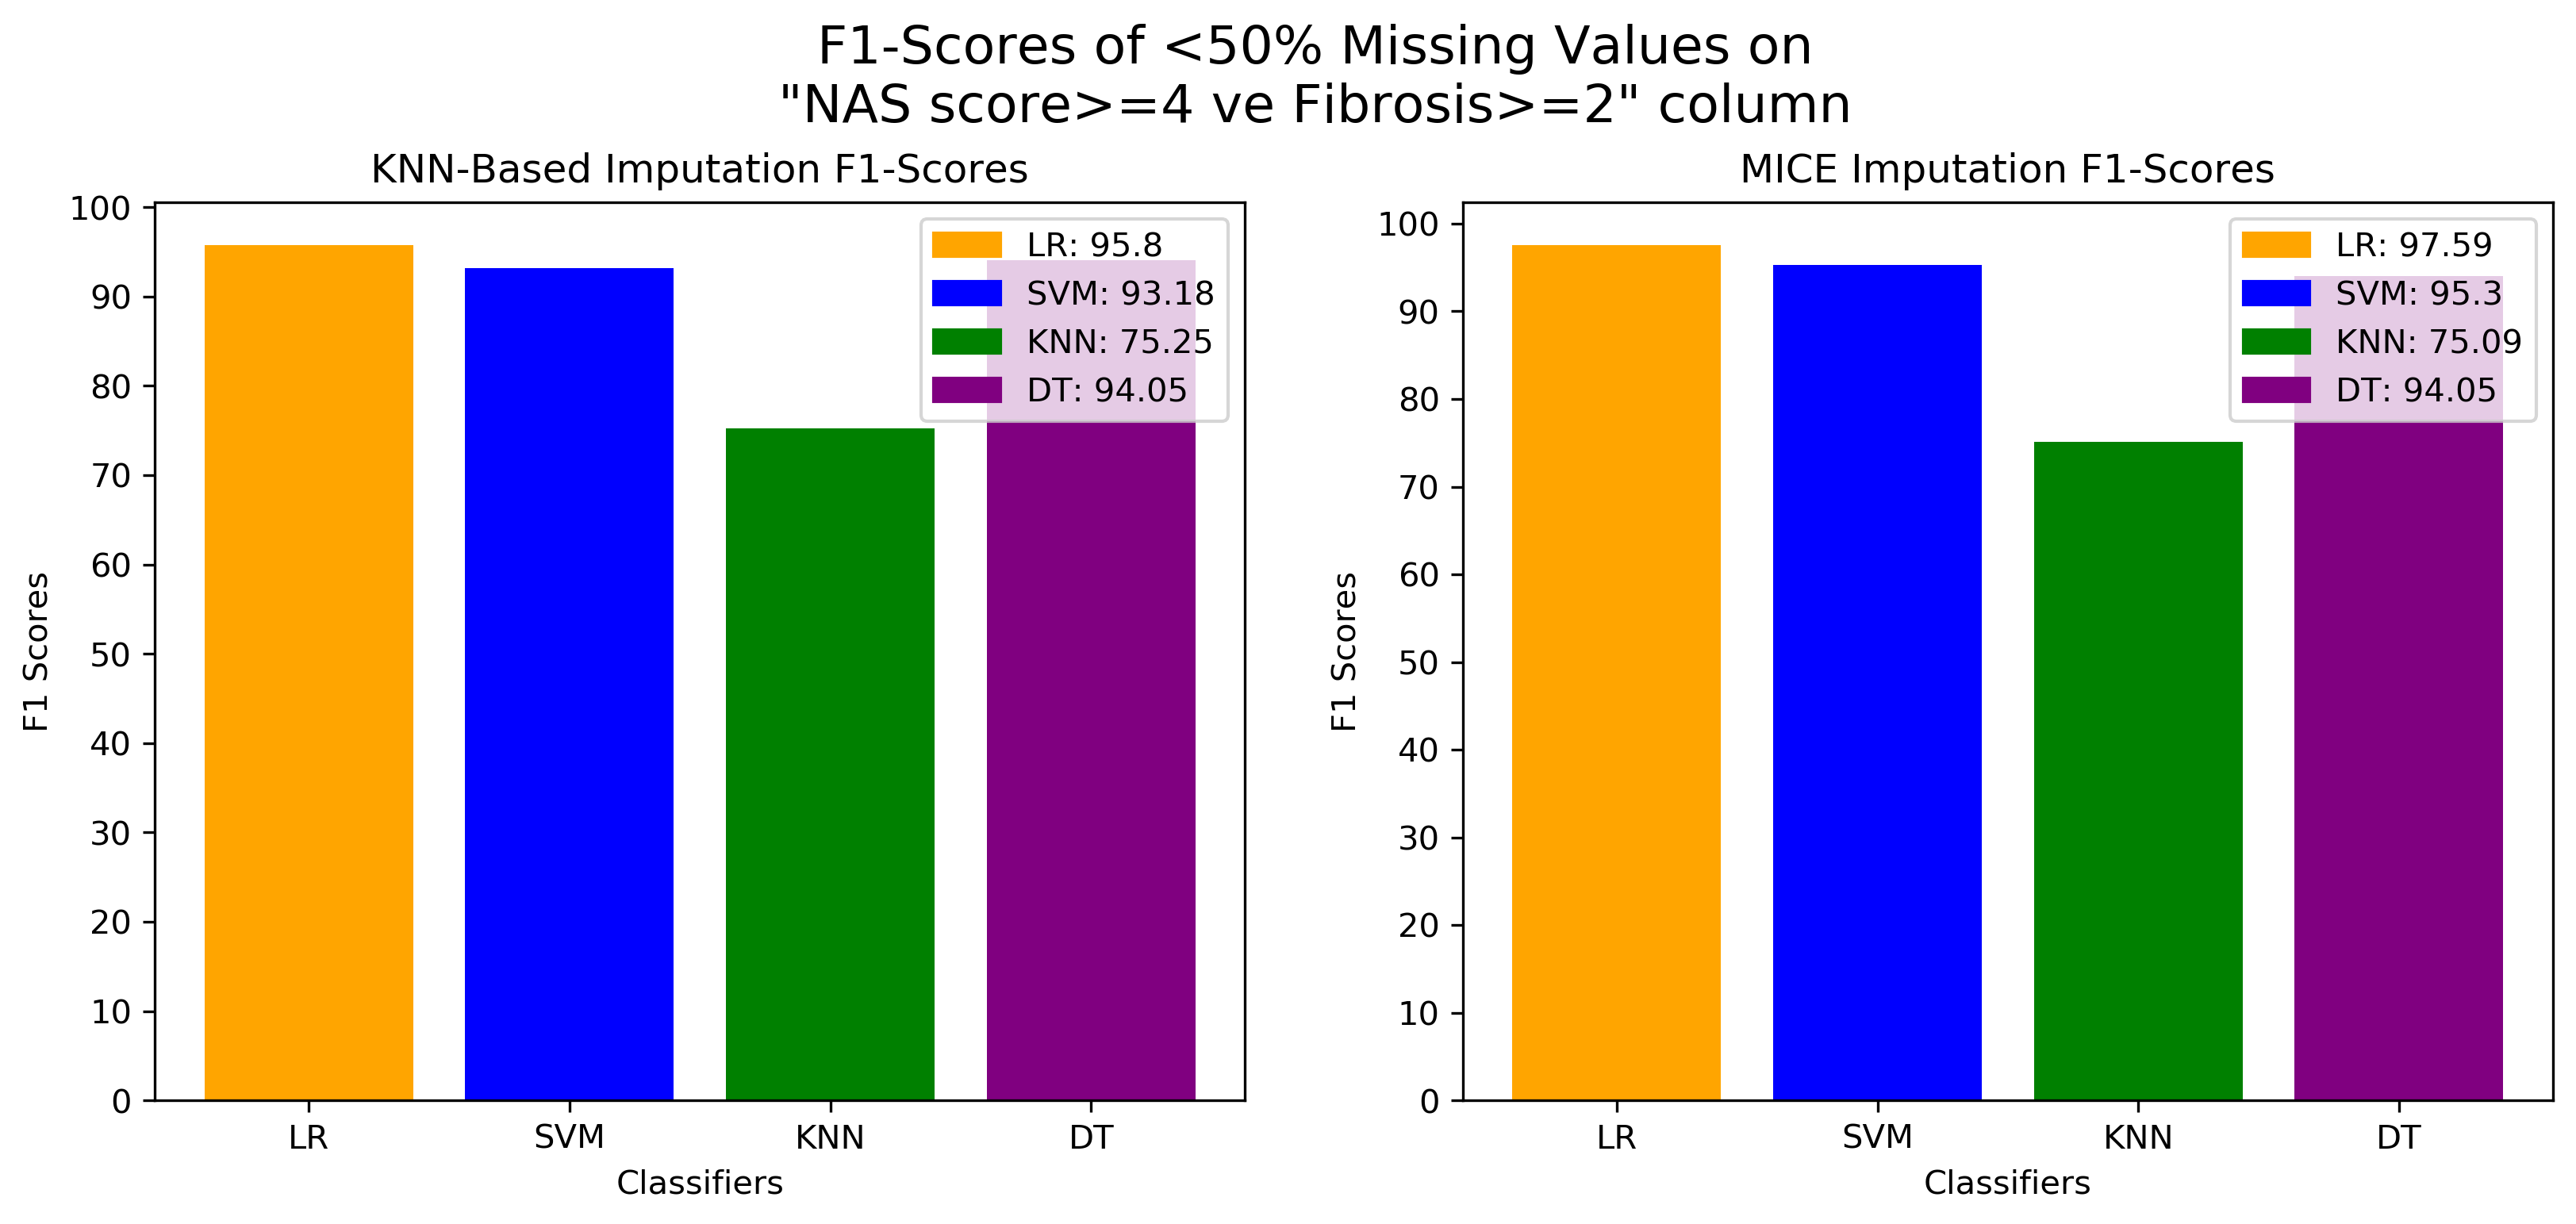 F1-Scores of <50% Missing Values on
"NAS score>=4 ve Fibrosis>=2" column
KNN-Based Imputation F1-Scores
100
90
80
70
60
50
40
30
20
10
0
F1 Scores
LR: 95.8
SVM: 93.18
KNN: 75.25
DT: 94.05
LR SVM KNN DT
Classifiers
MICE Imputation F1-Scores
100
90
80
70
60
50
40
30
20
10
0
F1 Scores
LR: 97.59
SVM: 95.3
KNN: 75.09
DT: 94.05
LR SVM KNN DT
Classifiers